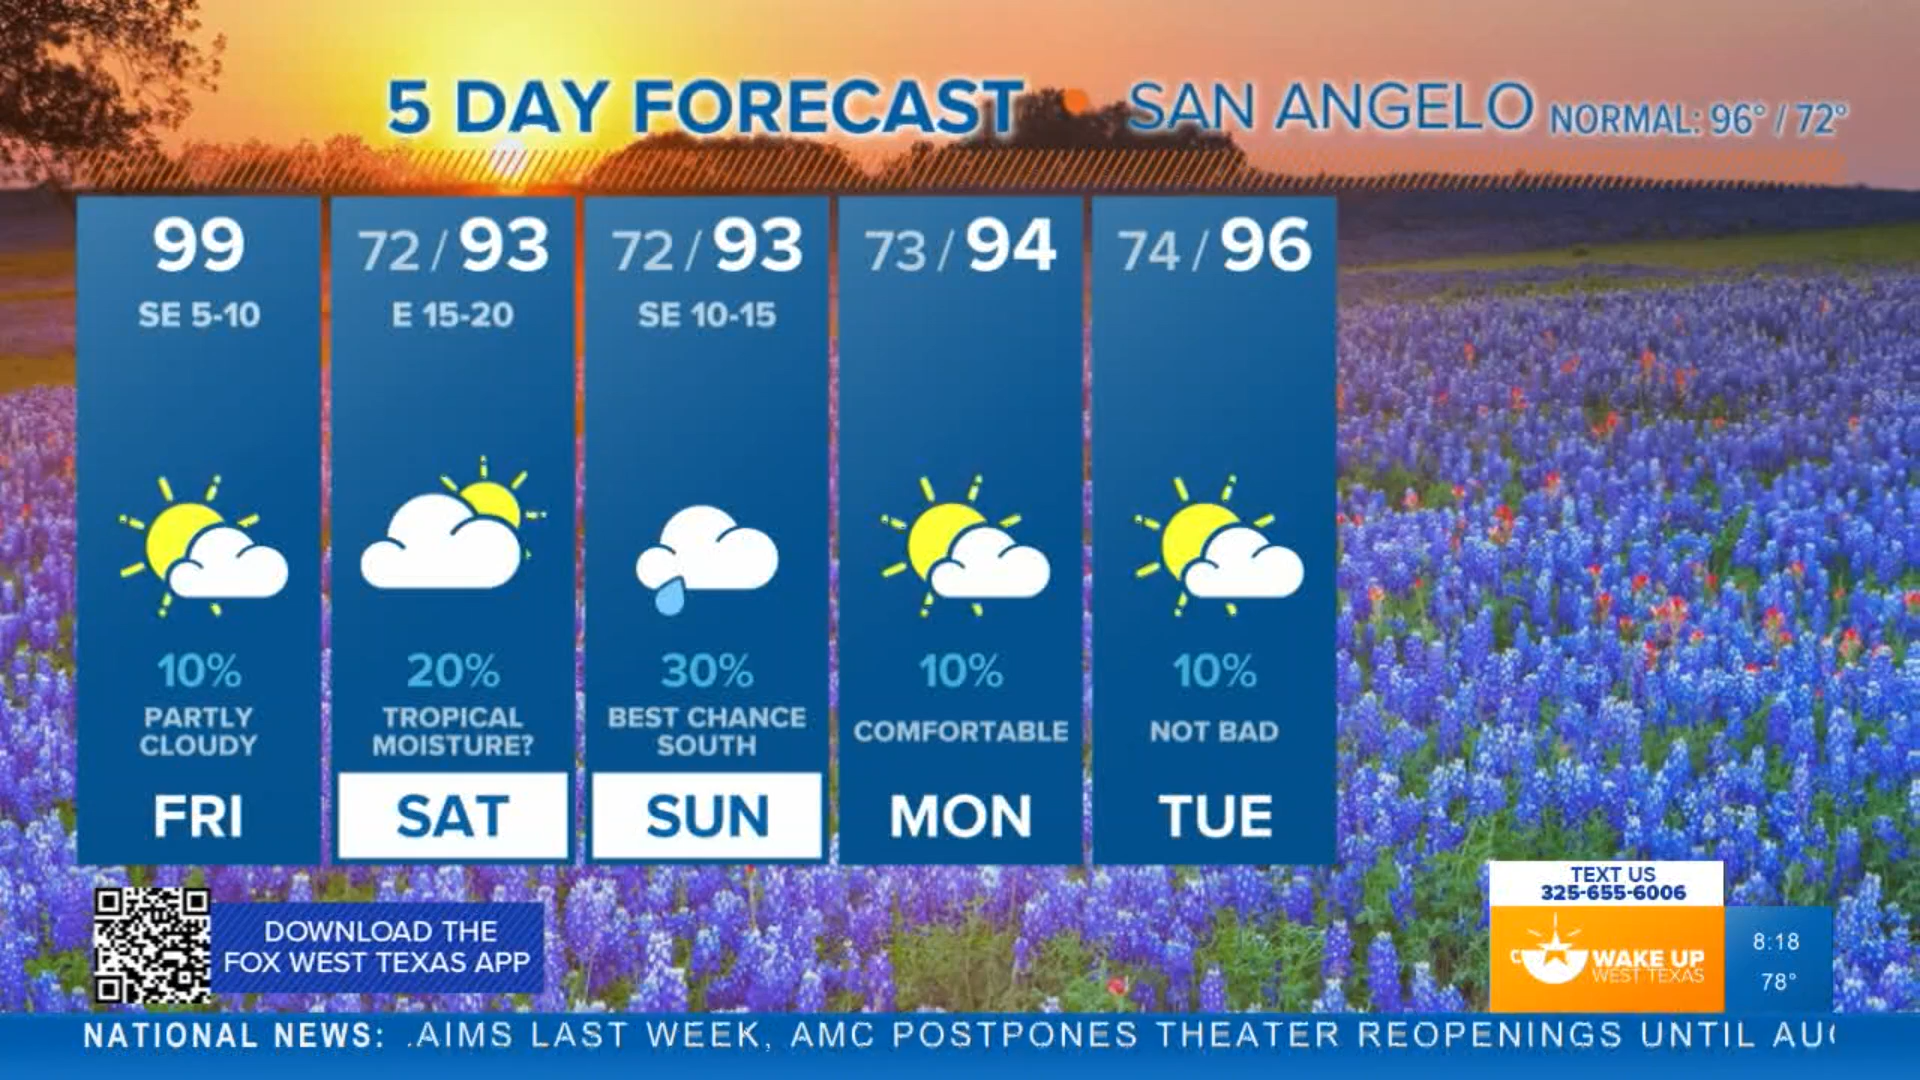 5 DAY FORECAST • SAN ANGELO NORMAL: 96° / 72°
99
SE 5-10
10%
PARTLY
CLOUDY
FRI
72 / 93
E 15-20
20%
TROPICAL
MOISTURE?
SAT
72 / 93
SE 10-15
30%
BEST CHANCE
SOUTH
SUN
73 / 94
10%
COMFORTABLE
MON
74 / 96
10%
NOT BAD
TUE
DOWNLOAD THE
FOX WEST TEXAS APP
TEXT US
325-655-6006
WAKE UP
WEST TEXAS
8:18
78°
NATIONAL NEWS: LAST WEEK, AMC POSTPONES THEATER REOPENINGS UNTIL